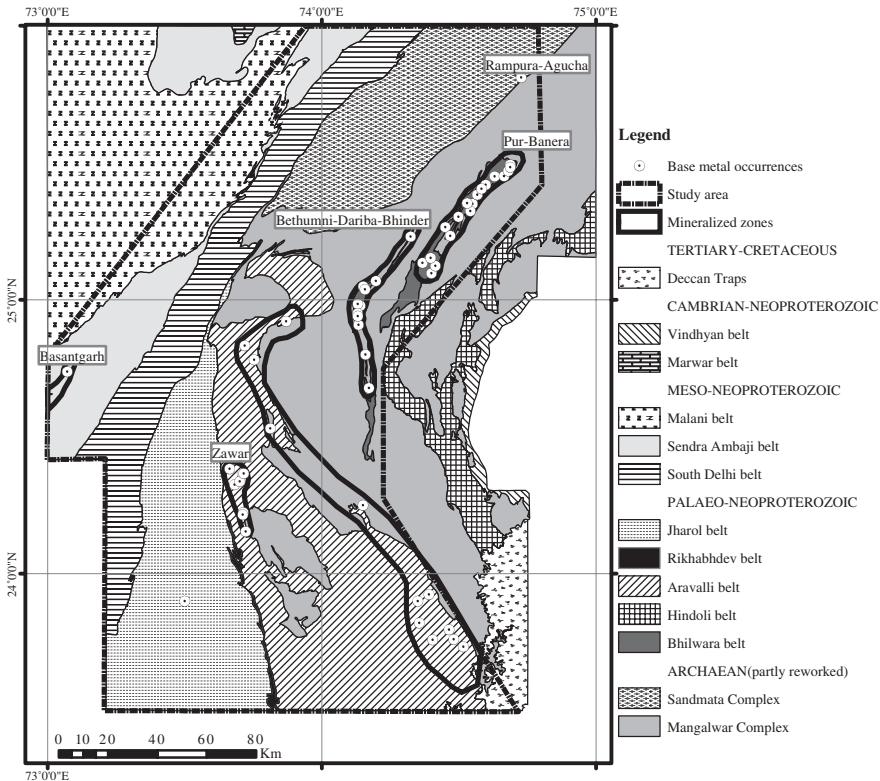 73°0'0"E 74°0'0"E 75°0'0"E
Rampura-Agucha
Pur-Banera
Bethumni-Dariba-Bhinder
25°0'0"N
Basantgarh
Zawar
24°0'0"N
0 10 20 40 60 80
Km
73°0'0"E 74°0'0"E 75°0'0"E
Legend
Base metal occurrences
Study area
Mineralized zones
TERTIARY-CRETACEOUS
Deccan Traps
CAMBRIAN-NEOPROTEROZOIC
Vindhyan belt
Marwar belt
MESO-NEOPROTEROZOIC
Malani belt
Sendra Ambaji belt
South Delhi belt
PALAEO-NEOPROTEROZOIC
Jharol belt
Rikhabhdev belt
Aravalli belt
Hindoli belt
Bhilwara belt
ARCHAEAN(partly reworked)
Sandmata Complex
Mangalwar Complex